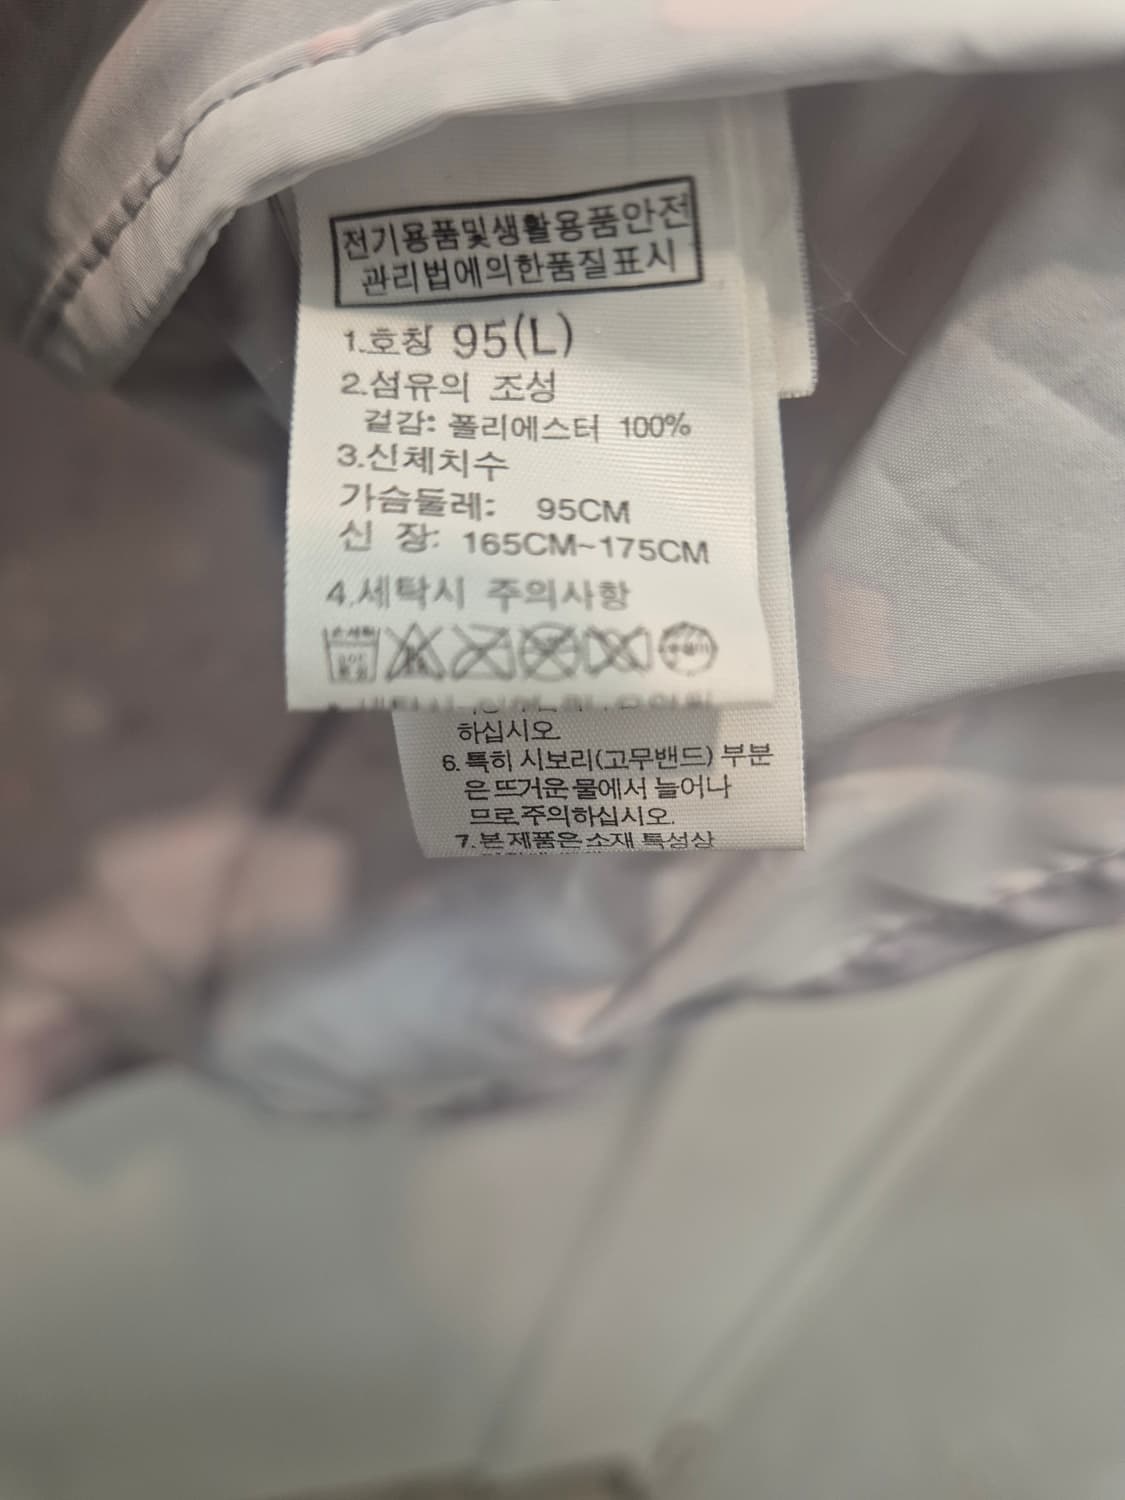 전기용품및생활용품안전
관리법에의한품질표시
1.호칭 95(L)
2.섬유의 조성
겉감: 폴리에스터 100%
3.신체치수
가슴둘레: 95CM
신 장: 165CM~175CM
4.세탁시 주의사항
손세탁
하십시오.
6. 특히 시보리(고무밴드) 부분
은 뜨거운 물에서 늘어나
므로 주의하십시오.
7. 본 제품은 소재 특성상